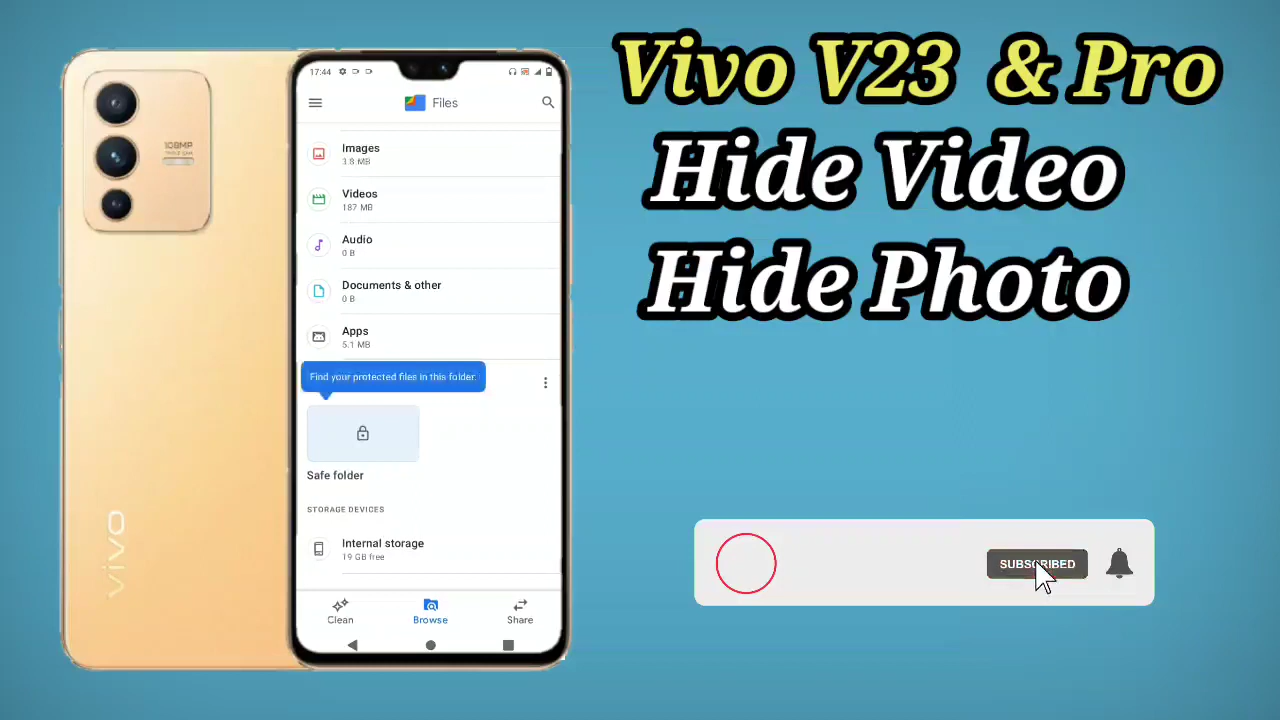 Vivo V23 & Pro
Hide Video
Hide Photo
108MP
vivo
17:44
Files
Images
3.8 MB
Videos
187 MB
Audio
0 B
Documents & other
0 B
Apps
5.1 MB
Find your protected files in this folder.
Safe folder
STORAGE DEVICES
Internal storage
19 GB free
Clean
Browse
Share
SUBSCRIBED